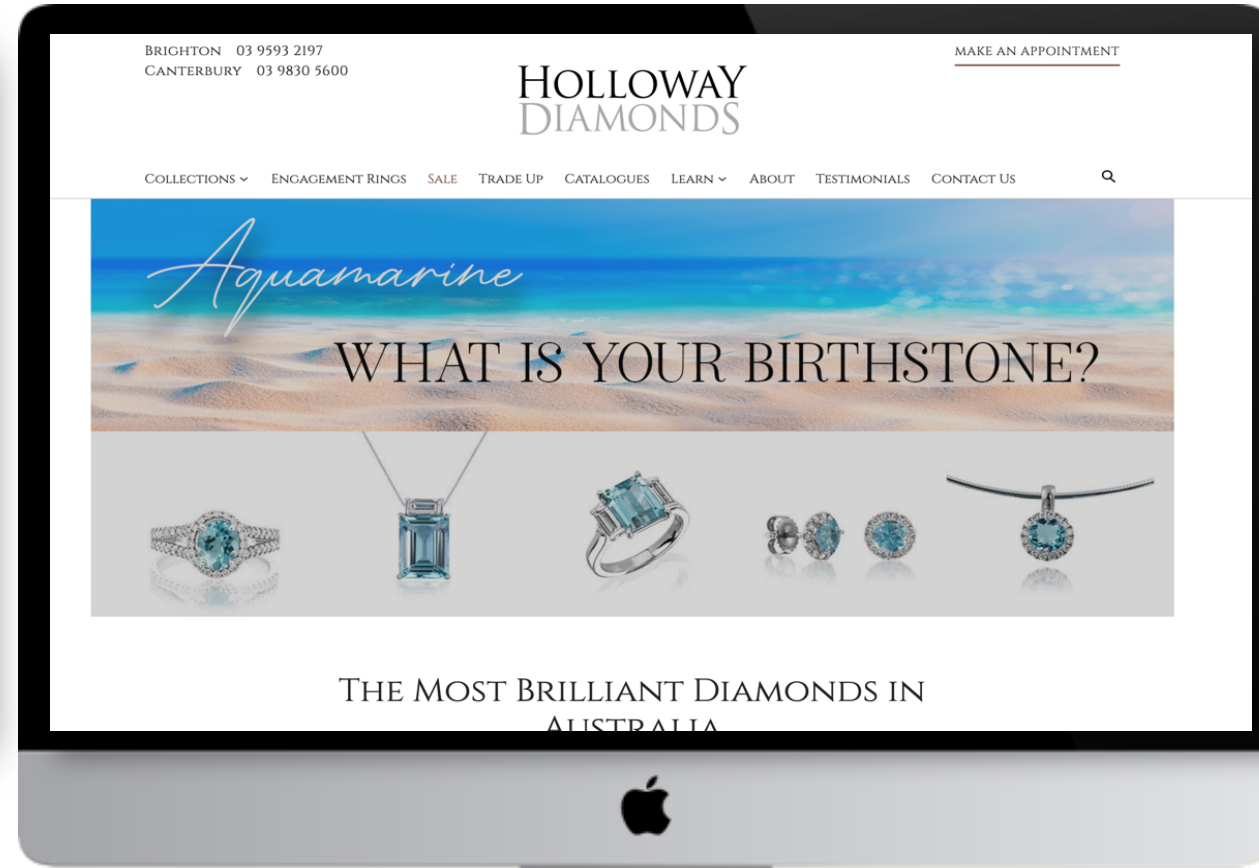 Brighton 03 9593 2197
Canterbury 03 9830 5600
MAKE AN APPOINTMENT
Holloway
Diamonds
Collections Engagement Rings Sale Trade Up Catalogues Learn About Testimonials Contact Us
Aquamarine
WHAT IS YOUR BIRTHSTONE?
The Most Brilliant Diamonds in
Australia